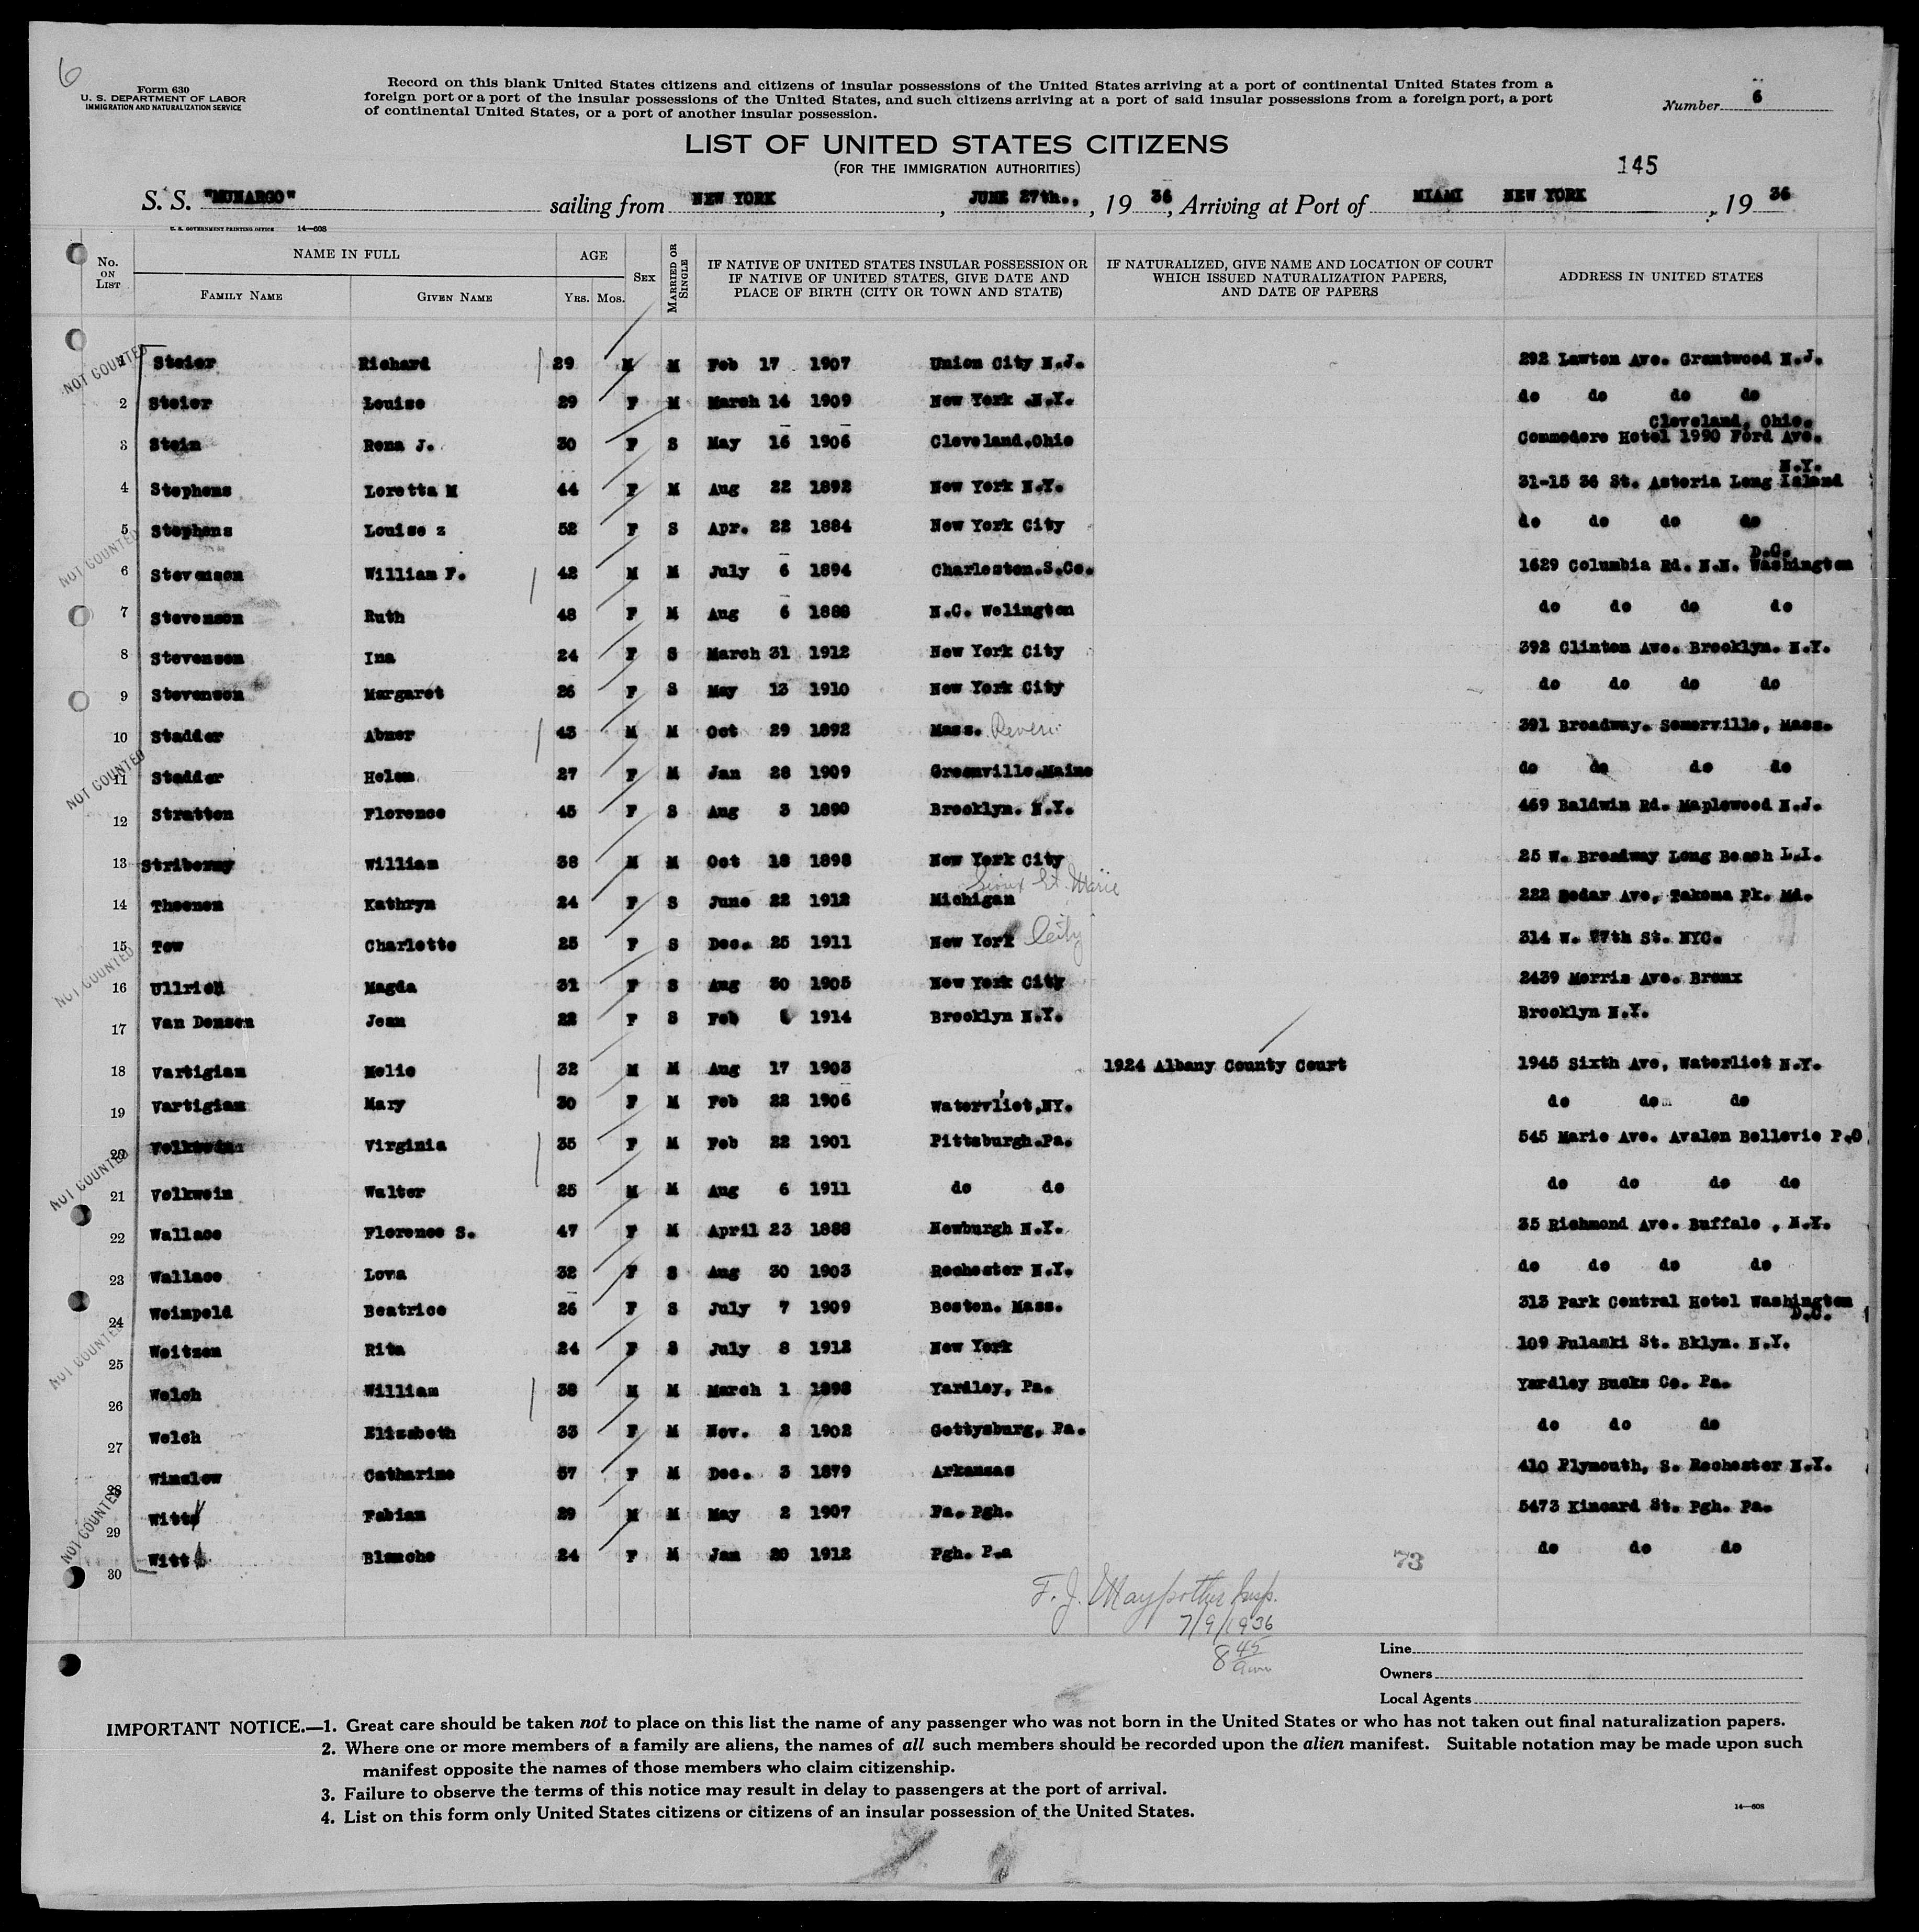 6
Form 630
U. S. DEPARTMENT OF LABOR
IMMIGRATION AND NATURALIZATION SERVICE
Record on this blank United States citizens and citizens of insular possessions of the United States arriving at a port of continental United States from a
foreign port or a port of the insular possessions of the United States, and such citizens arriving at a port of said insular possessions from a foreign port, a port
of continental United States, or a port of another insular possession.
Number 6
LIST OF UNITED STATES CITIZENS
(FOR THE IMMIGRATION AUTHORITIES)
145
S. S. "MUNARGO" sailing from NEW YORK, JUNE 27th., , 19 36, Arriving at Port of MIAMI NEW YORK, 19 36
U. S. GOVERNMENT PRINTING OFFICE 14—608
No. ON LIST NAME IN FULL AGE SEX MARRIED OR SINGLE IF NATIVE OF UNITED STATES INSULAR POSSESSION OR IF NATIVE OF UNITED STATES, GIVE DATE AND PLACE OF BIRTH (CITY OR TOWN AND STATE) IF NATURALIZED, GIVE NAME AND LOCATION OF COURT WHICH ISSUED NATURALIZATION PAPERS, AND DATE OF PAPERS ADDRESS IN UNITED STATES
FAMILY NAME GIVEN NAME YRS. MOS.
NOT COUNTED Steier Richard 29 M M Feb 17 1907 Union City N.J. 292 Lawton Ave. Grantwood N.J.
2 Steier Louise 29 F M March 14 1909 New York .N.Y. do do do do
3 Stein Rena J. 30 F S May 16 1906 Cleveland.Ohio Commodore Hotel 1990 Ford Ave. Cleveland, Ohio.
4 Stephens Loretta M 44 F M Aug 22 1892 New York N.Y. 31-15 36 St. Astoria Long Island N.Y.
5 Stephens Louise z 52 F S Apr. 22 1884 New York City do do do do
NOT COUNTED
6 Stevenson William F. 42 M M July 6 1894 Charleston.S.Co. 1629 Columbia Rd. N.N. Washington D.C.
7 Stevenson Ruth 48 F M Aug 6 1888 N.C. Welington do do do do
8 Stevenson Ina 24 F S March 31 1912 New York City 392 Clinton Ave. Brooklyn. N.Y.
9 Stevenson Margaret 26 F S May 13 1910 New York City do do do do
10 Stadder Abner 43 M M Oct 29 1892 Mass. Revere 391 Broadway. Somerville, Mass.
NOT COUNTED
11 Stadder Helen 27 F M Jan 28 1909 Greenville.Maine do do do do
12 Stratton Florence 45 F S Aug 3 1890 Brooklyn. N.Y. 469 Baldwin Rd. Maplewood N.J.
13 Striberny William 38 M M Oct 18 1898 New York City 25 W. Broadway Long Beach L.I.
14 Theenen Kathryn 24 F S June 22 1912 Michigan Sioux St. Marie 222 Cedar Ave, Takoma Pk. Md.
15 Tew Charlotte 25 F S Dec. 25 1911 New York City 314 W. 87th St. NYC.
NOT COUNTED
16 Ullrich Magda 31 F S Aug 30 1905 New York City 2439 Morris Ave. Bronx
17 Van Densen Jean 22 F S Feb 1914 Brooklyn N.Y. Brooklyn N.Y.
18 Vartigian Melie 32 M M Aug 17 1903 1924 Albany County Court 1945 Sixth Ave, Waterliet N.Y.
19 Vartigian Mary 30 F M Feb 22 1906 Watervliet,NY. do do do
20 Volkwein Virginia 35 F M Feb 22 1901 Pittsburgh.Pa. 545 Marie Ave. Avalon Bellevie P.O
NOT COUNTED
21 Volkwein Walter 25 M M Aug 6 1911 do do do do do do
22 Wallace Florence S. 47 F M April 23 1888 Newburgh N.Y. 35 Richmond Ave. Buffalo , N.Y.
23 Wallace Lova 32 F S Aug 30 1903 Rochester N.Y. do do do do
24 Weinpeld Beatrice 26 F S July 7 1909 Boston. Mass. 313 Park Central Hotel Washington D.C.
NOT COUNTED
25 Weitzen Rita 24 F S July 8 1912 New York 109 Pulaski St. Bklyn. N.Y.
26 Welch William 38 M M March 1 1898 Yardley, Pa. Yardley Bucks Co. Pa.
27 Welch Elizabeth 33 F M Nov. 2 1902 Gettysburg, Pa. do do do
28 Winslow Catharine 57 F M Dec. 3 1879 Arkansas 410 Plymouth, S. Rochester N.Y.
NOT COUNTED
29 Witt Fabian 29 M M May 2 1907 Pa. Pgh. 5473 Kincard St. Pgh. Pa.
30 Witt Blanche 24 F M Jan 20 1912 Pgh. P.a do do do
73
F. J. Maypother Insp.
7/9/1936
8 45 am
Line
Owners
Local Agents
IMPORTANT NOTICE.—1. Great care should be taken not to place on this list the name of any passenger who was not born in the United States or who has not taken out final naturalization papers.
2. Where one or more members of a family are aliens, the names of all such members should be recorded upon the alien manifest. Suitable notation may be made upon such
manifest opposite the names of those members who claim citizenship.
3. Failure to observe the terms of this notice may result in delay to passengers at the port of arrival.
4. List on this form only United States citizens or citizens of an insular possession of the United States.
14—608